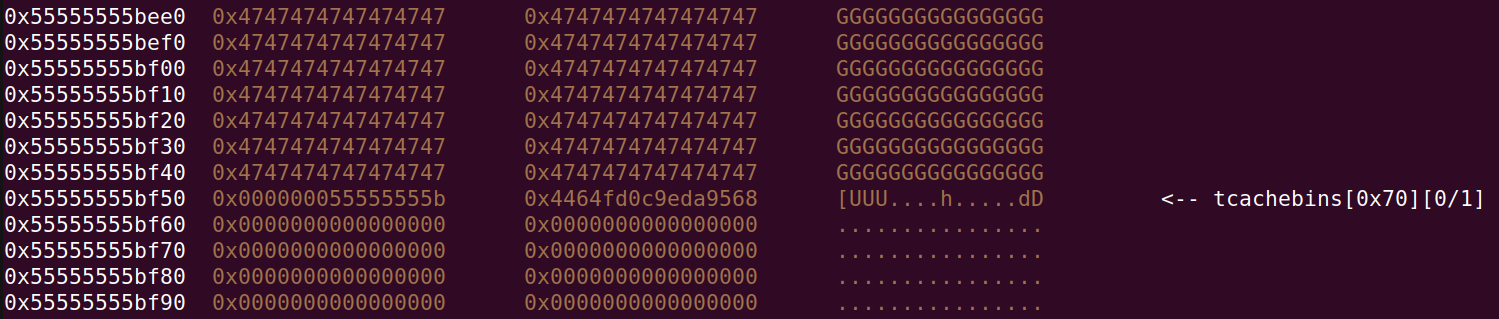 0x55555555bee0 0x4747474747474747 0x4747474747474747 GGGGGGGGGGGGGGGG
0x55555555bef0 0x4747474747474747 0x4747474747474747 GGGGGGGGGGGGGGGG
0x55555555bf00 0x4747474747474747 0x4747474747474747 GGGGGGGGGGGGGGGG
0x55555555bf10 0x4747474747474747 0x4747474747474747 GGGGGGGGGGGGGGGG
0x55555555bf20 0x4747474747474747 0x4747474747474747 GGGGGGGGGGGGGGGG
0x55555555bf30 0x4747474747474747 0x4747474747474747 GGGGGGGGGGGGGGGG
0x55555555bf40 0x4747474747474747 0x4747474747474747 GGGGGGGGGGGGGGGG
0x55555555bf50 0x000000055555555b 0x4464fd0c9eda9568 [UUU....h.....dD <-- tcachebins[0x70][0/1]
0x55555555bf60 0x0000000000000000 0x0000000000000000 ................
0x55555555bf70 0x0000000000000000 0x0000000000000000 ................
0x55555555bf80 0x0000000000000000 0x0000000000000000 ................
0x55555555bf90 0x0000000000000000 0x0000000000000000 ................